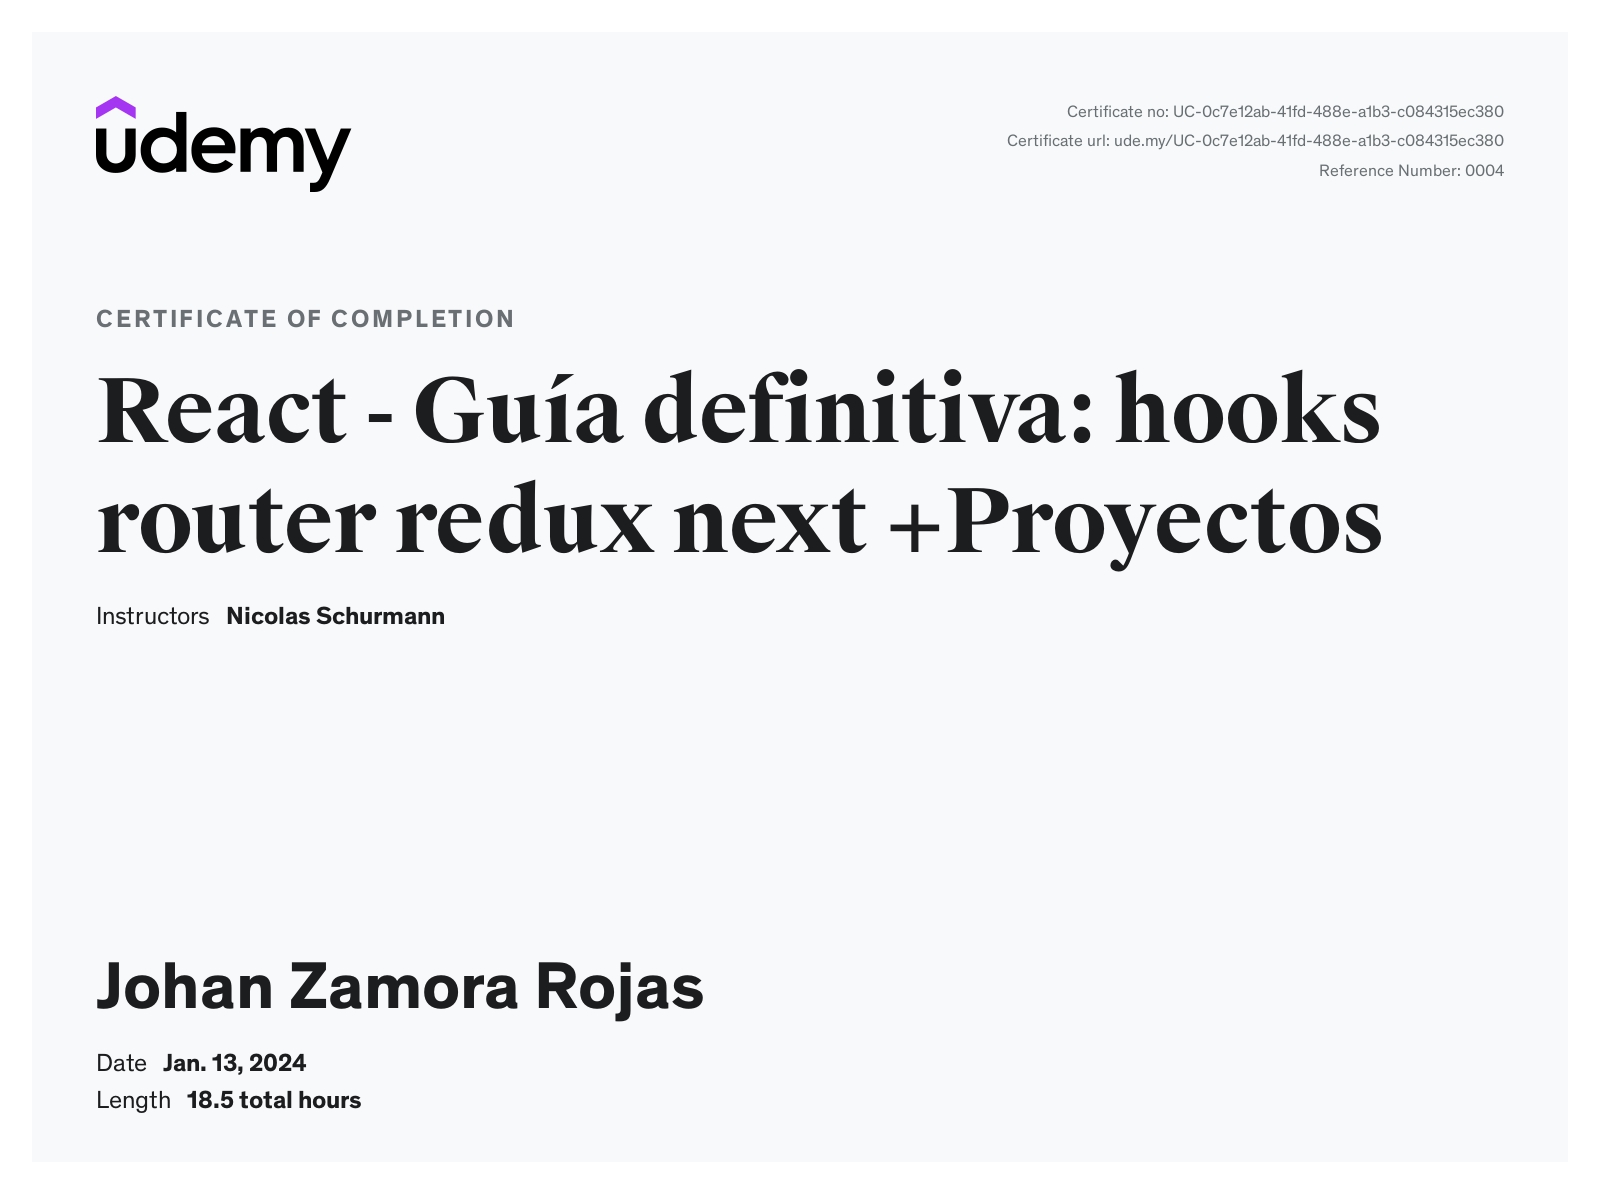 udemy
Certificate no: UC-0c7e12ab-41fd-488e-a1b3-c084315ec380
Certificate url: ude.my/UC-0c7e12ab-41fd-488e-a1b3-c084315ec380
Reference Number: 0004
CERTIFICATE OF COMPLETION
React - Guía definitiva: hooks
router redux next +Proyectos
Instructors Nicolas Schurmann
Johan Zamora Rojas
Date Jan. 13, 2024
Length 18.5 total hours